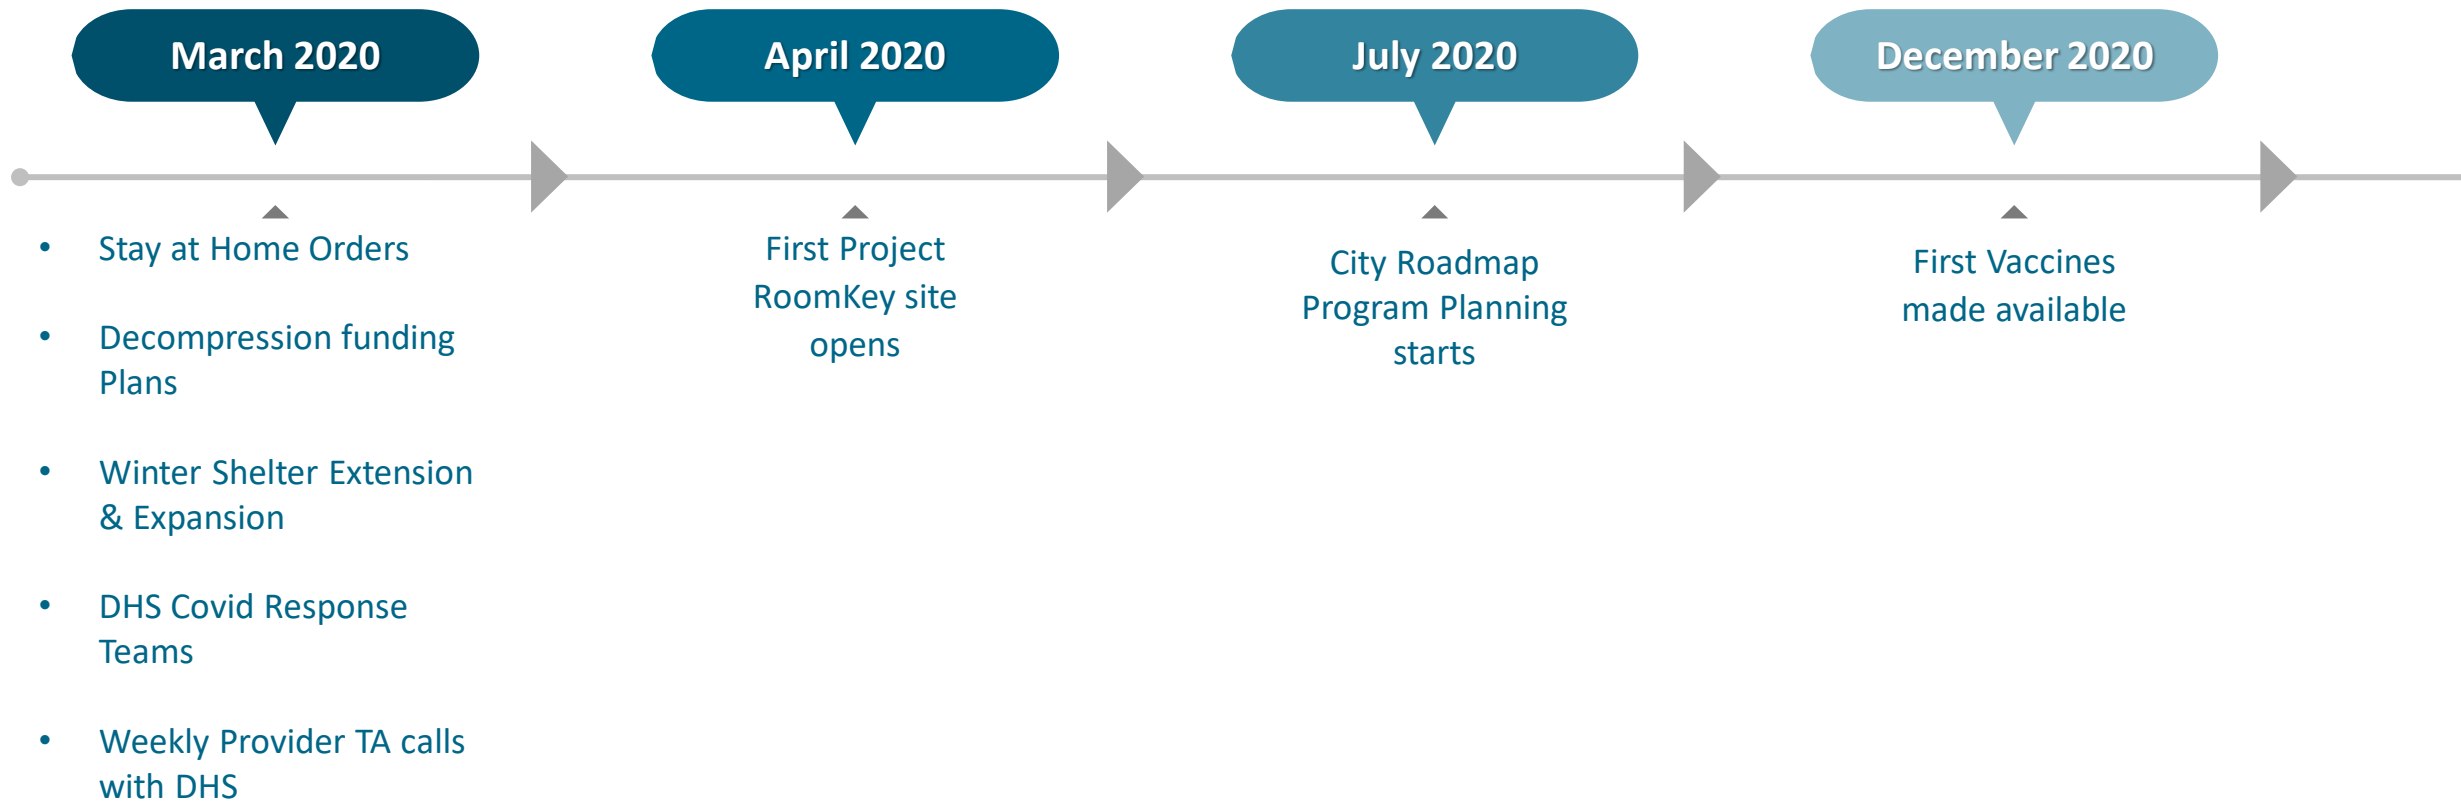 March 2020
April 2020
July 2020
December 2020
• Stay at Home Orders
• Decompression funding
Plans
• Winter Shelter Extension
& Expansion
• DHS Covid Response
Teams
• Weekly Provider TA calls
with DHS
First Project
RoomKey site
opens
City Roadmap
Program Planning
starts
First Vaccines
made available